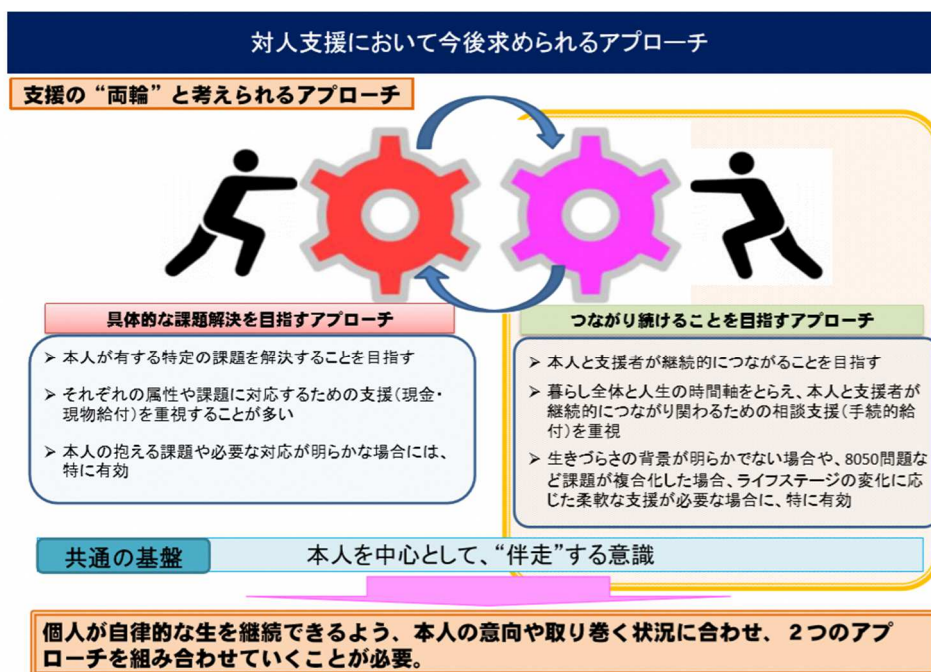 対人支援において今後求められるアプローチ
支援の“両輪”と考えられるアプローチ
具体的な課題解決を目指すアプローチ
➢ 本人が有する特定の課題を解決することを目指す
➢ それぞれの属性や課題に対応するための支援(現金・
現物給付)を重視することが多い
➢ 本人の抱える課題や必要な対応が明らかな場合には、
特に有効
つながり続けることを目指すアプローチ
➢ 本人と支援者が継続的につながることを目指す
➢ 暮らし全体と人生の時間軸をとらえ、本人と支援者が
継続的につながり関わるための相談支援(手続的給
付)を重視
➢ 生きづらさの背景が明らかでない場合や、8050問題な
ど課題が複合化した場合、ライフステージの変化に応
じた柔軟な支援が必要な場合に、特に有効
共通の基盤
本人を中心として、“伴走”する意識
個人が自律的な生を継続できるよう、本人の意向や取り巻く状況に合わせ、２つのアプ
ローチを組み合わせていくことが必要。